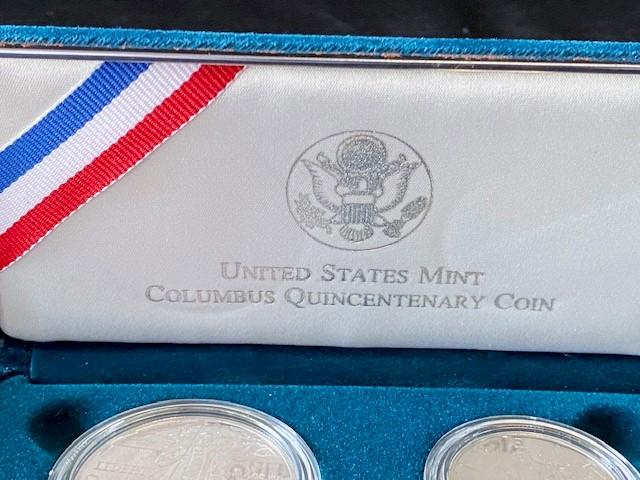 UNITED STATES MINT
COLUMBUS QUINCENTENARY COIN